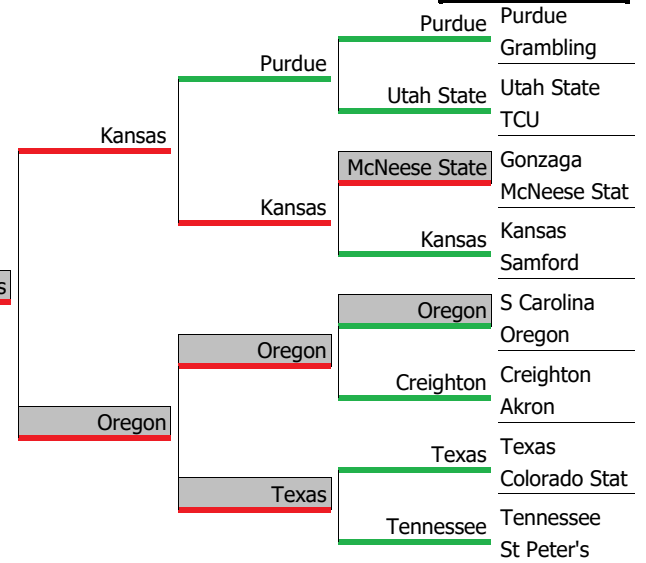 Purdue
Purdue
Grambling
Purdue
Utah State
Utah State
TCU
Kansas
McNeese State
Gonzaga
McNeese Stat
Kansas
Kansas
Kansas
Samford
s
Oregon
S Carolina
Oregon
Oregon
Creighton
Creighton
Akron
Oregon
Texas
Texas
Colorado Stat
Texas
Tennessee
Tennessee
St Peter's